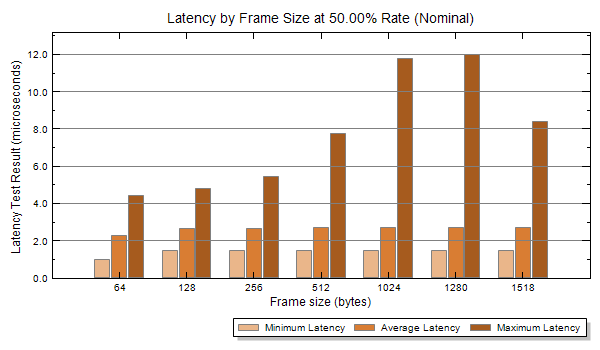 Latency by Frame Size at 50.00% Rate (Nominal)
Latency Test Result (microseconds)
12.0
10.0
8.0
6.0
4.0
2.0
0.0
64 128 256 512 1024 1280 1518
Frame size (bytes)
Minimum Latency Average Latency Maximum Latency